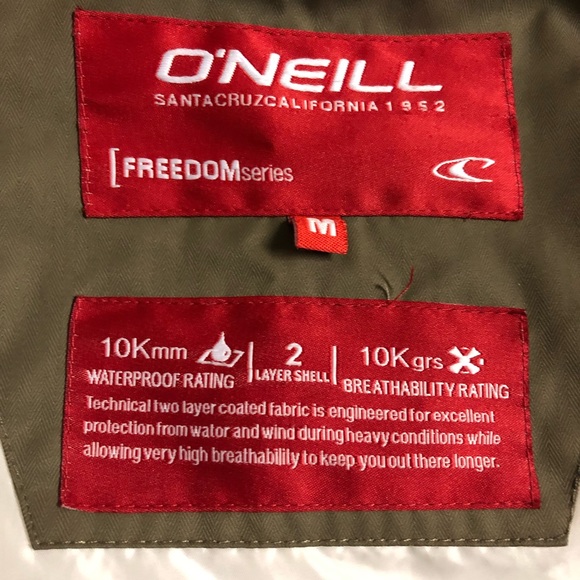 O'NEILL
SANTACRUZCALIFORNIA 1952
[FREEDOMseries
M
10Kmm
WATERPROOF RATING
2
LAYER SHELL
10Kgrs
BREATHABILITY RATING
Technical two layer coated fabric is engineered for excellent
protection from wator and wind during heavy conditions while
allowing very high breathability to keep you out there longer.